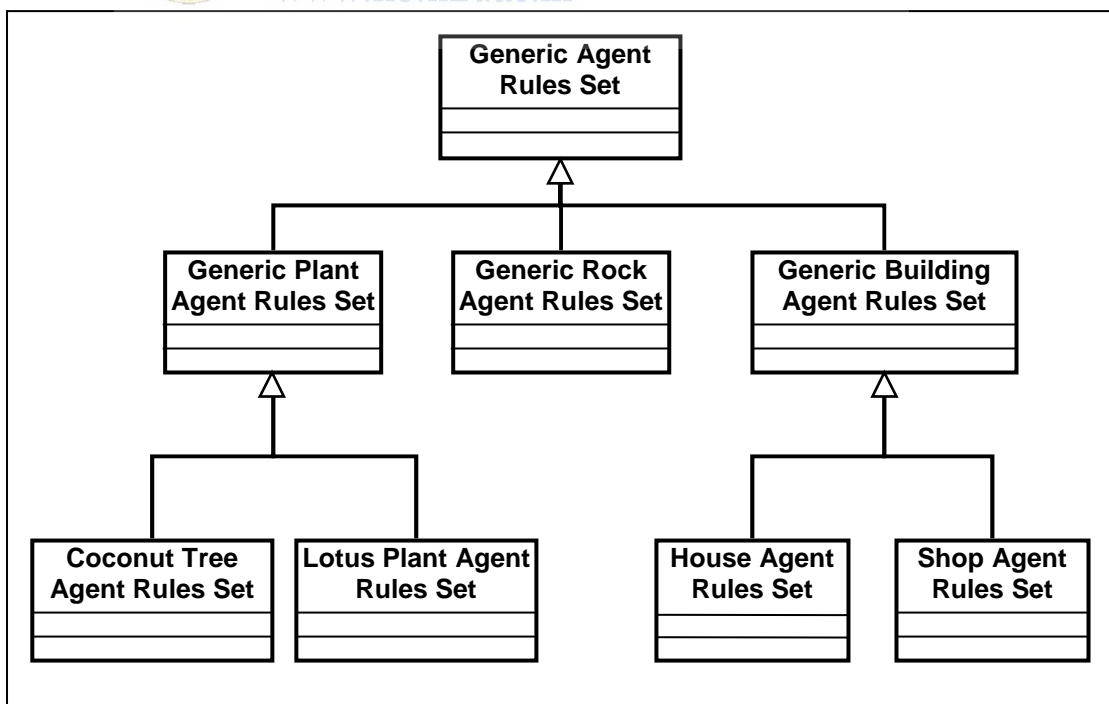 Generic Agent
Rules Set
Generic Plant
Agent Rules Set
Generic Rock
Agent Rules Set
Generic Building
Agent Rules Set
Coconut Tree
Agent Rules Set
Lotus Plant Agent
Rules Set
House Agent
Rules Set
Shop Agent
Rules Set